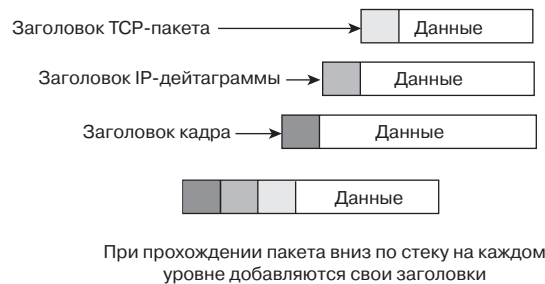 Заголовок TCP-пакета
Данные
Заголовок IP-дейтаграммы
Данные
Заголовок кадра
Данные
Данные
При прохождении пакета вниз по стеку на каждом
уровне добавляются свои заголовки